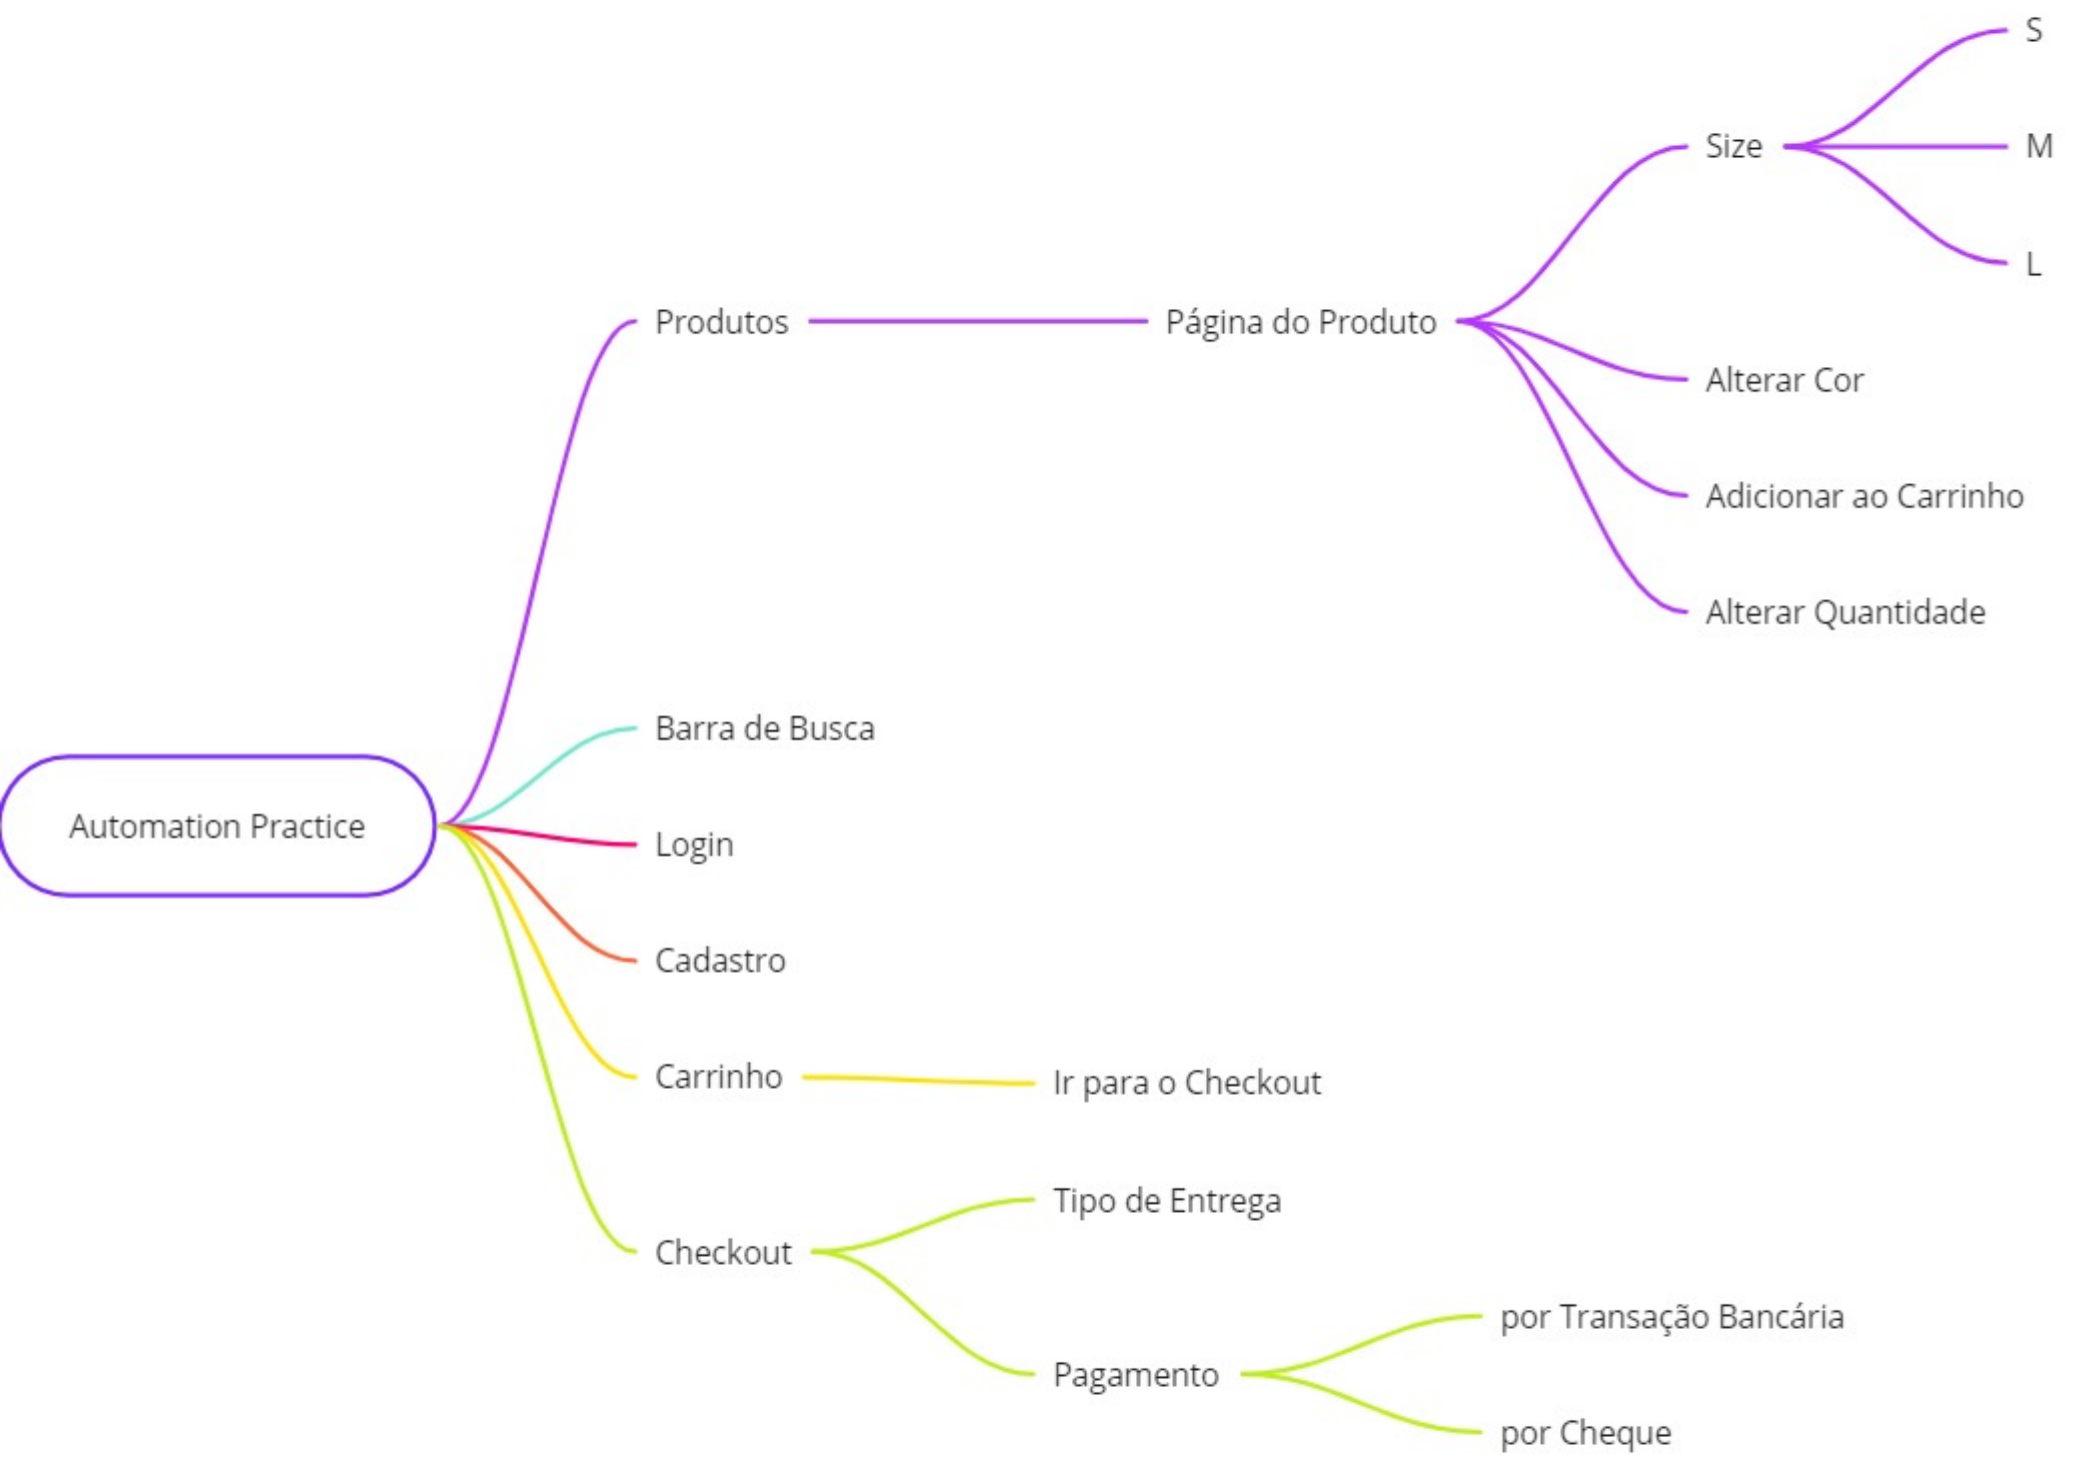 Automation Practice
Produtos
Página do Produto
Size
S
M
L
Alterar Cor
Adicionar ao Carrinho
Alterar Quantidade
Barra de Busca
Login
Cadastro
Carrinho
Ir para o Checkout
Checkout
Tipo de Entrega
Pagamento
por Transação Bancária
por Cheque